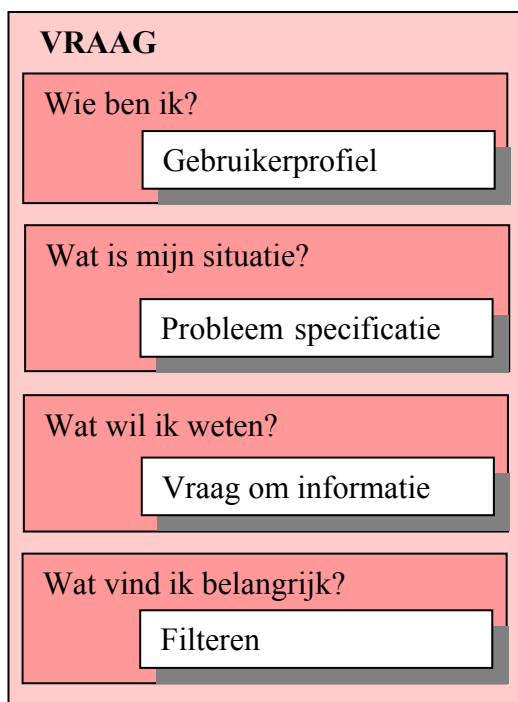 VRAAG
Wie ben ik?
Gebruikerprofiel
Wat is mijn situatie?
Probleem specificatie
Wat wil ik weten?
Vraag om informatie
Wat vind ik belangrijk?
Filteren